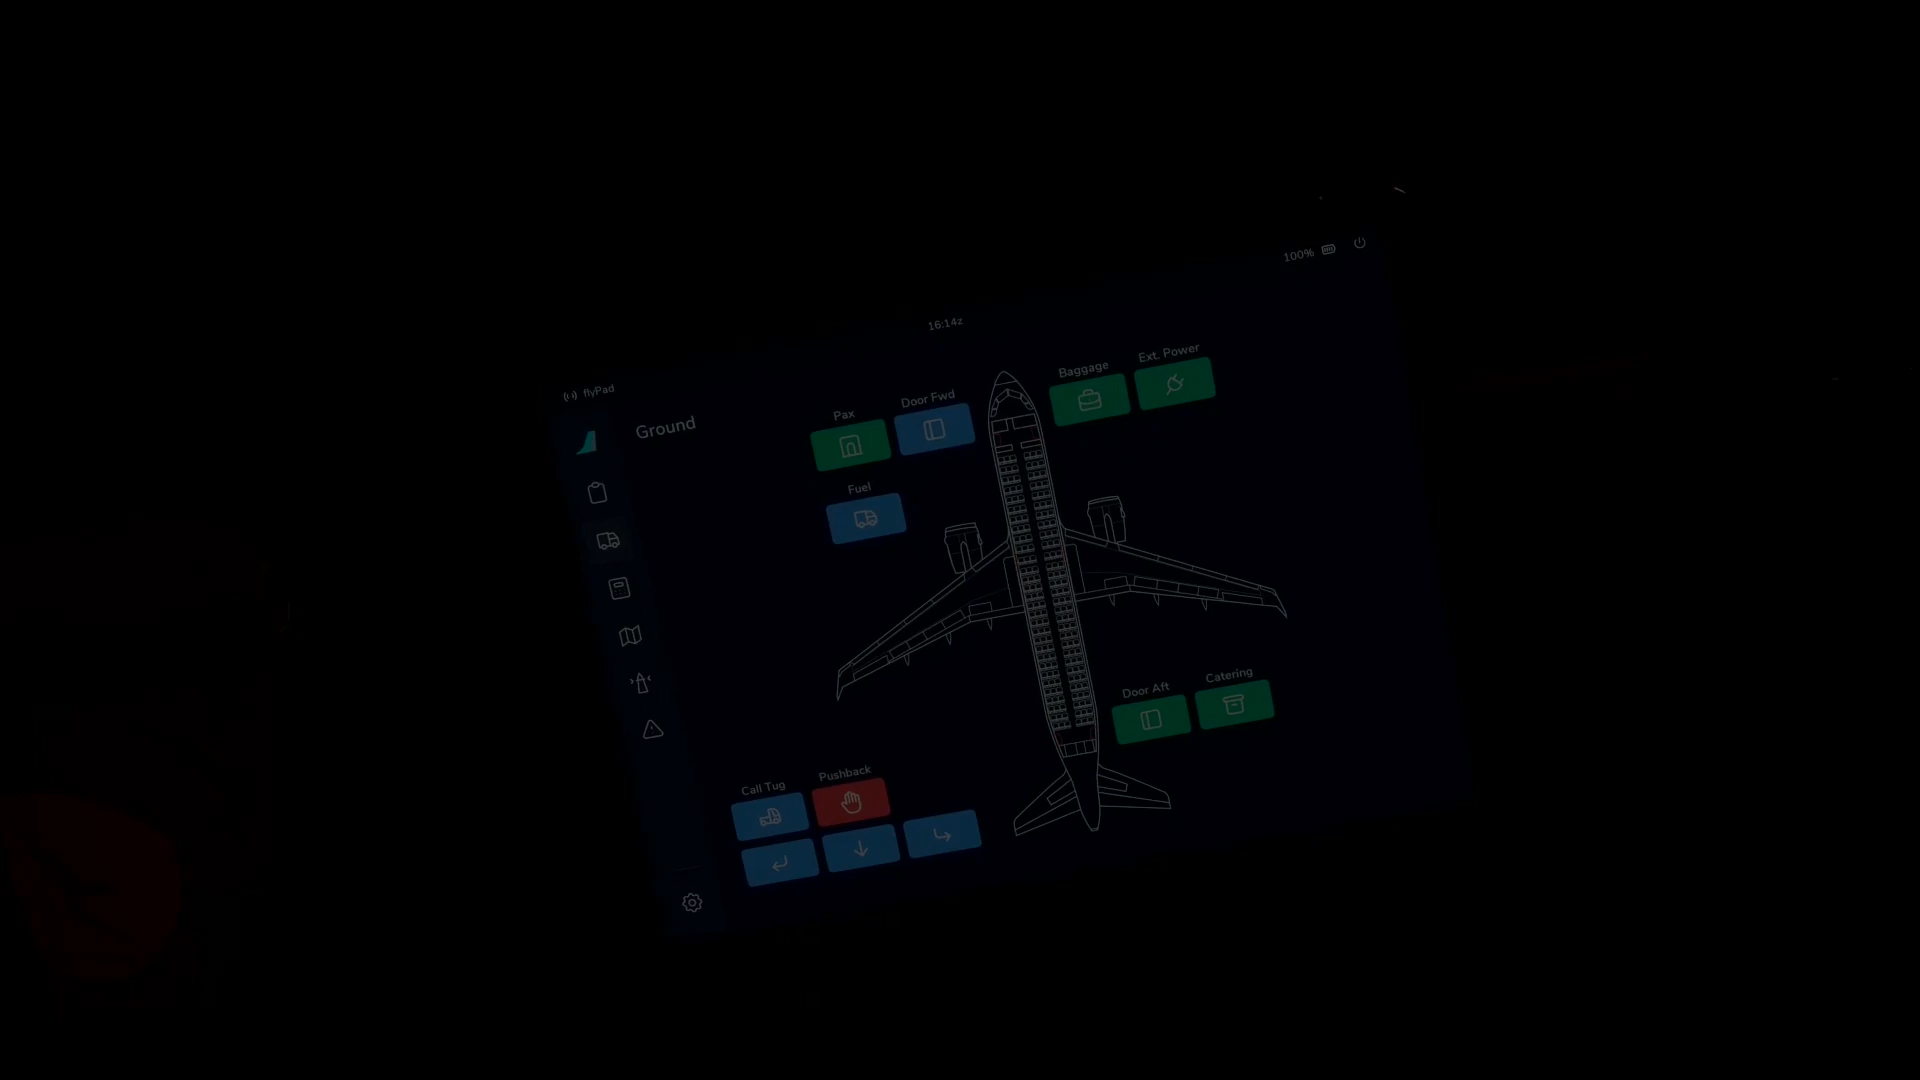 100%
16:14z
flyPad
Ground
Pax
Door Fwd
Baggage
Ext. Power
Fuel
Door Aft
Catering
Call Tug
Pushback